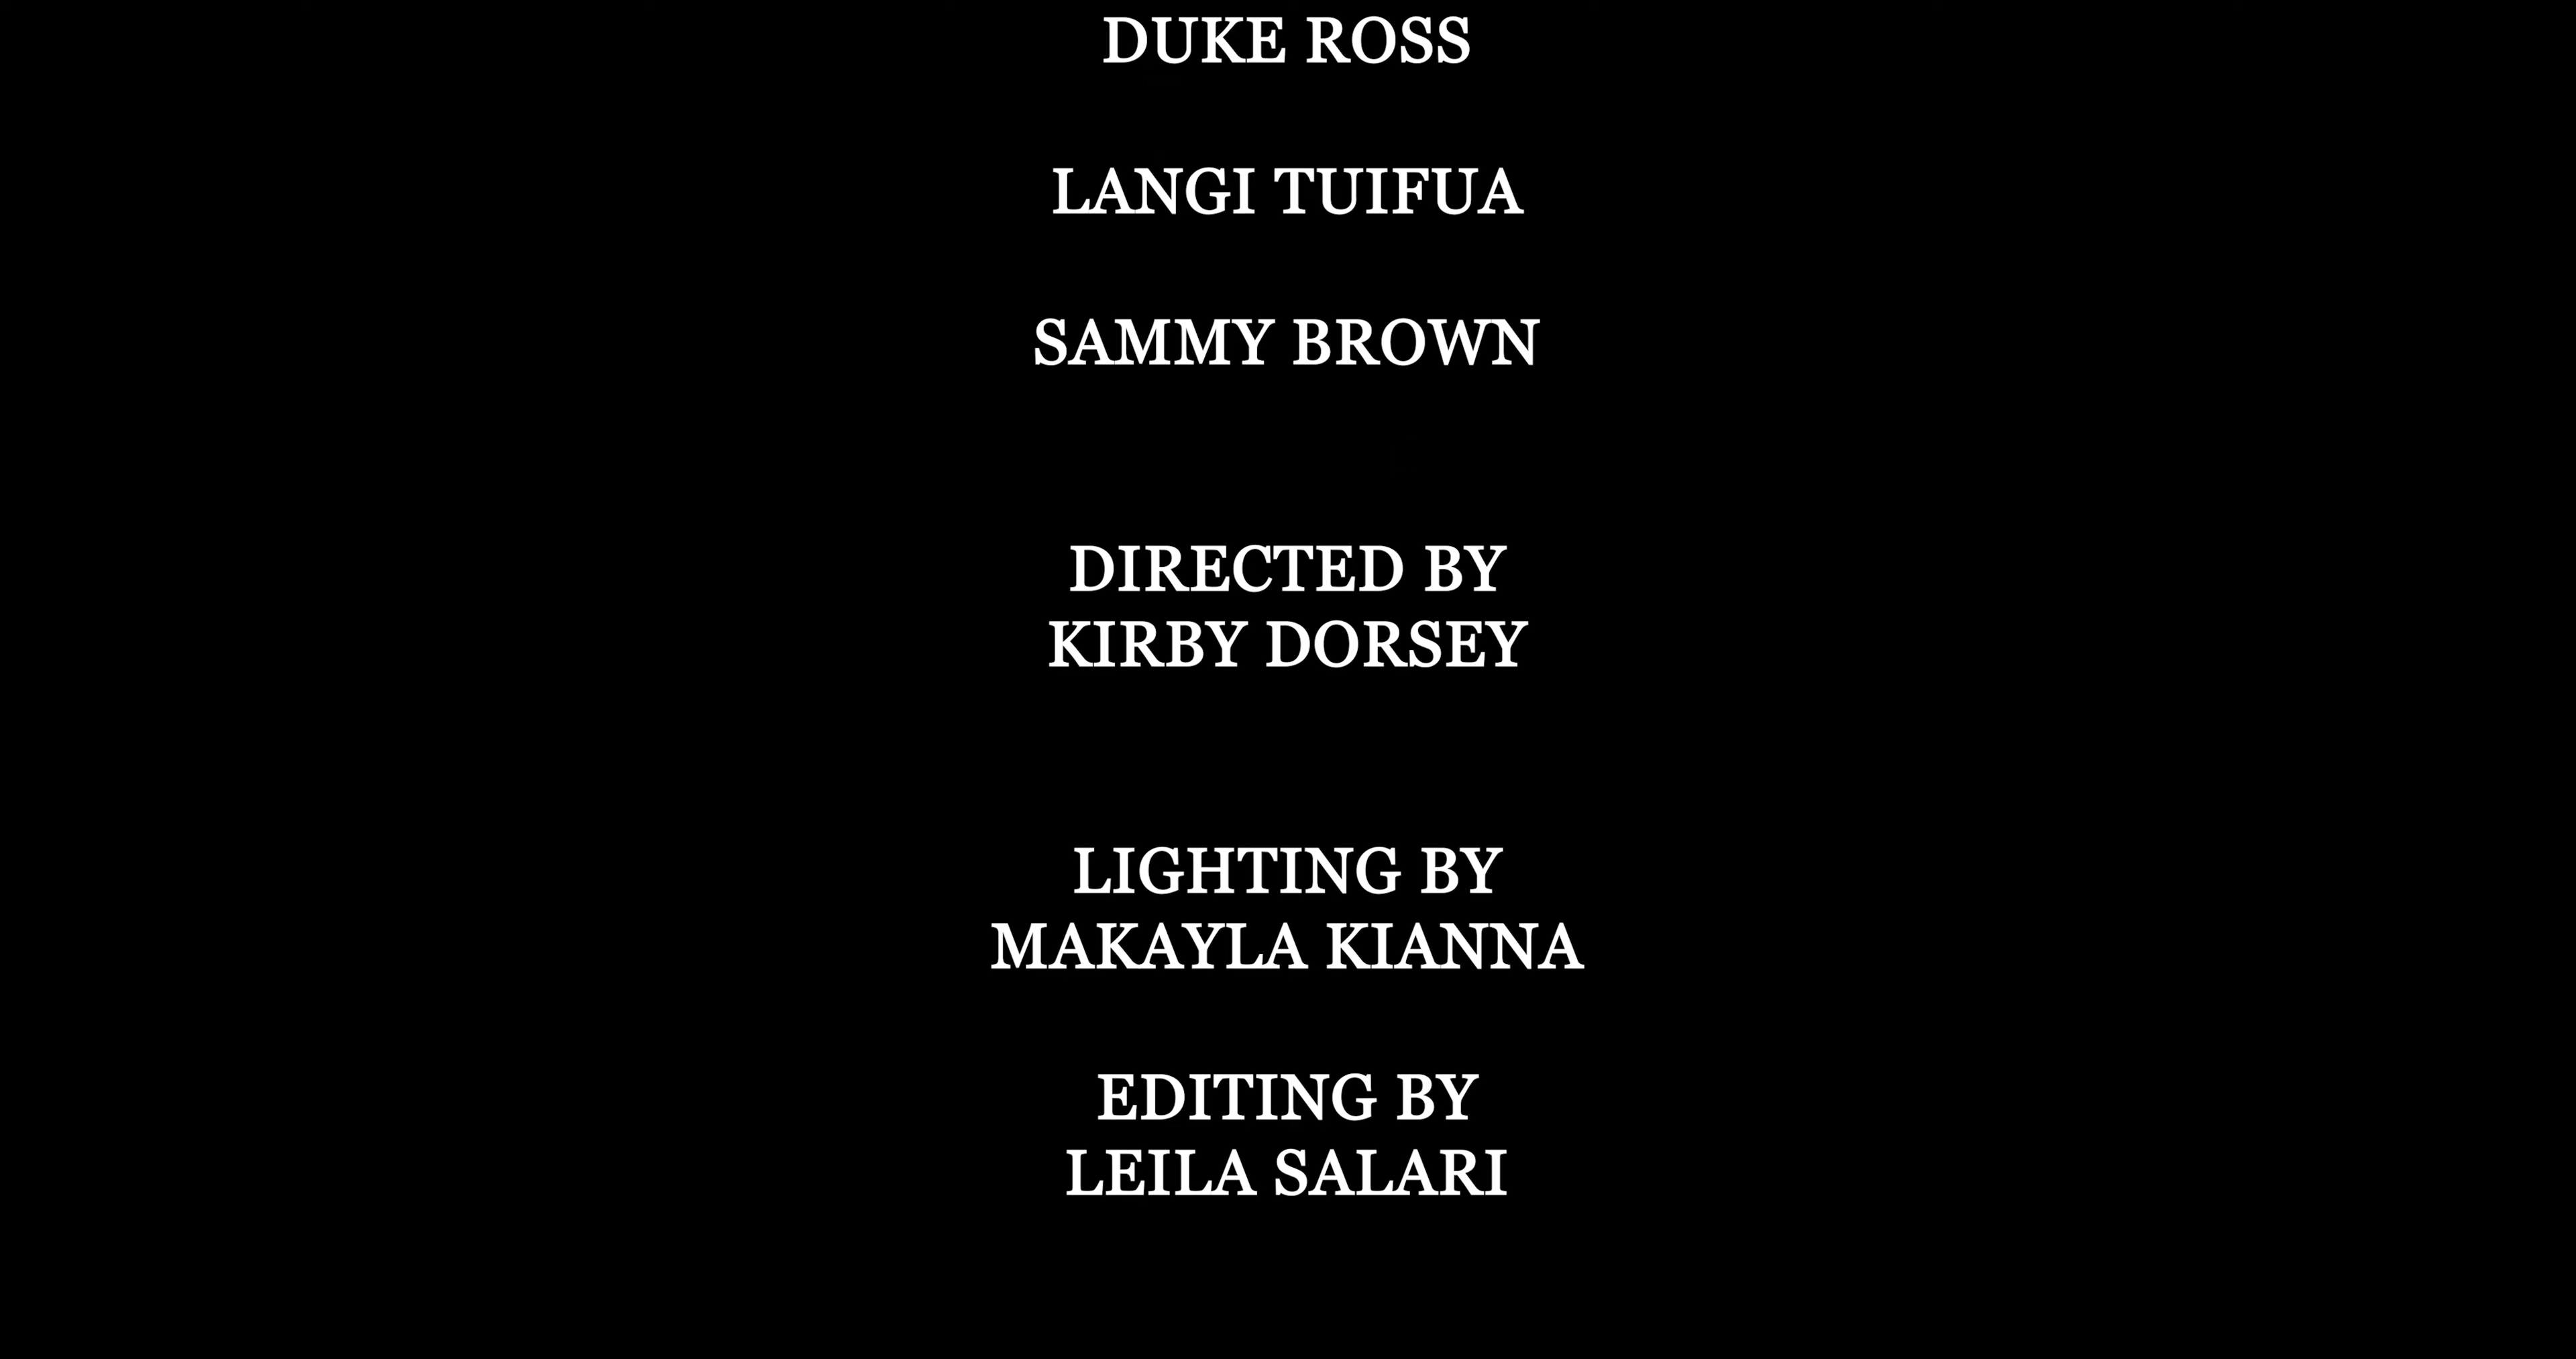 DUKE ROSS
LANGI TUIFUA
SAMMY BROWN
DIRECTED BY
KIRBY DORSEY
LIGHTING BY
MAKAYLA KIANNA
EDITING BY
LEILA SALARI